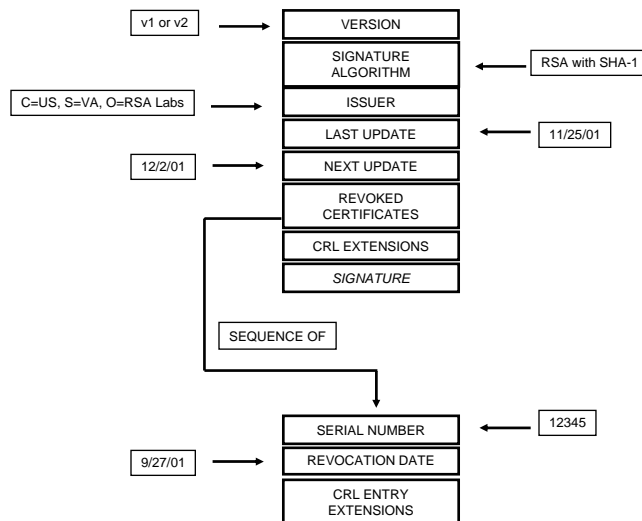 v1 or v2
VERSION
SIGNATURE
ALGORITHM
RSA with SHA-1
C=US, S=VA, O=RSA Labs
ISSUER
LAST UPDATE
11/25/01
12/2/01
NEXT UPDATE
REVOKED
CERTIFICATES
CRL EXTENSIONS
SIGNATURE
SEQUENCE OF
SERIAL NUMBER
12345
9/27/01
REVOCATION DATE
CRL ENTRY
EXTENSIONS